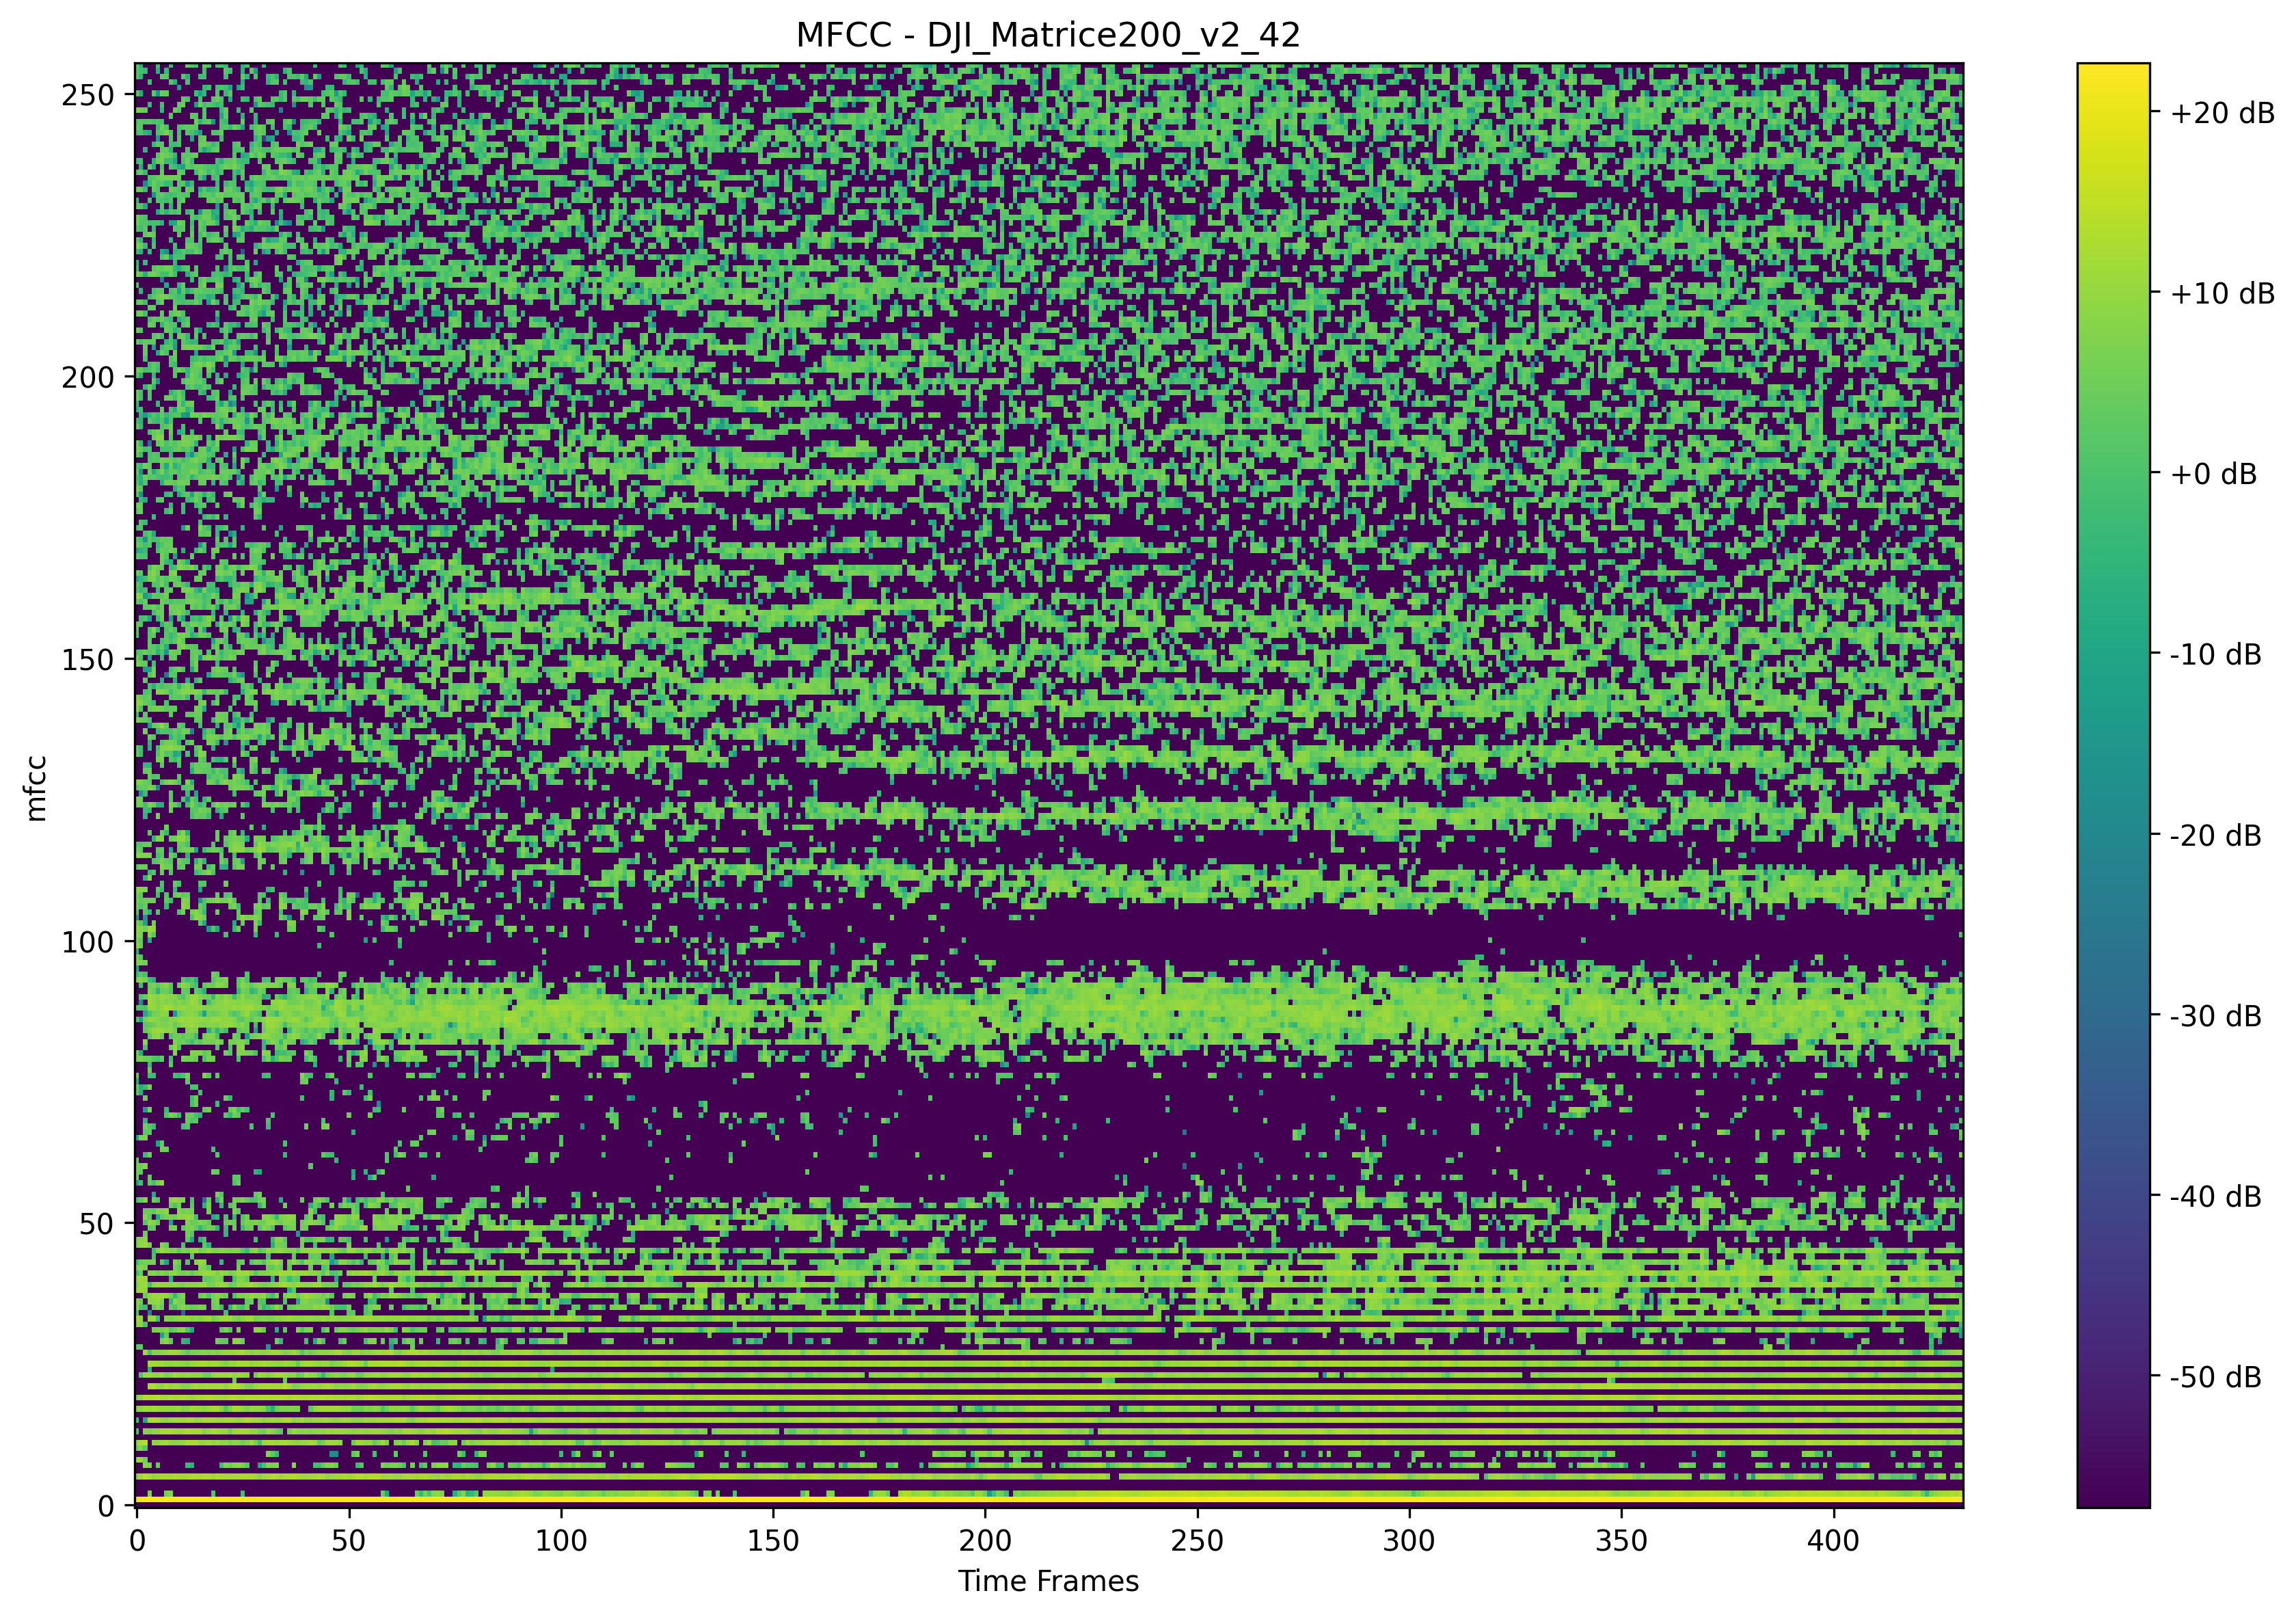 MFCC - DJI_Matrice200_v2_42
250
200
150
100
50
0
mfcc
0 50 100 150 200 250 300 350 400
Time Frames
+20 dB
+10 dB
+0 dB
-10 dB
-20 dB
-30 dB
-40 dB
-50 dB